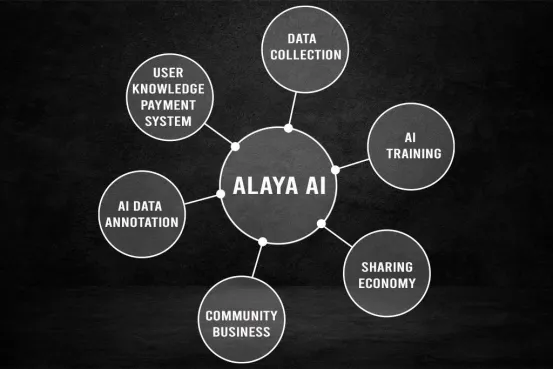 DATA
COLLECTION
USER
KNOWLEDGE
PAYMENT
SYSTEM
AI
TRAINING
ALAYA AI
AI DATA
ANNOTATION
SHARING
ECONOMY
COMMUNITY
BUSINESS